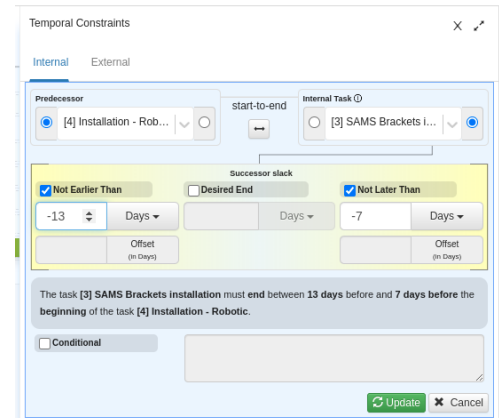 Temporal Constraints
Internal External
Predecessor
start-to-end
Internal Task
[4] Installation - Rob...
[3] SAMS Brackets i...
Successor slack
Not Earlier Than
Desired End
Not Later Than
-13 Days
Days
-7 Days
Offset
(in Days)
Offset
(in Days)
The task [3] SAMS Brackets installation must end between 13 days before and 7 days before the
beginning of the task [4] Installation - Robotic.
Conditional
Update Cancel